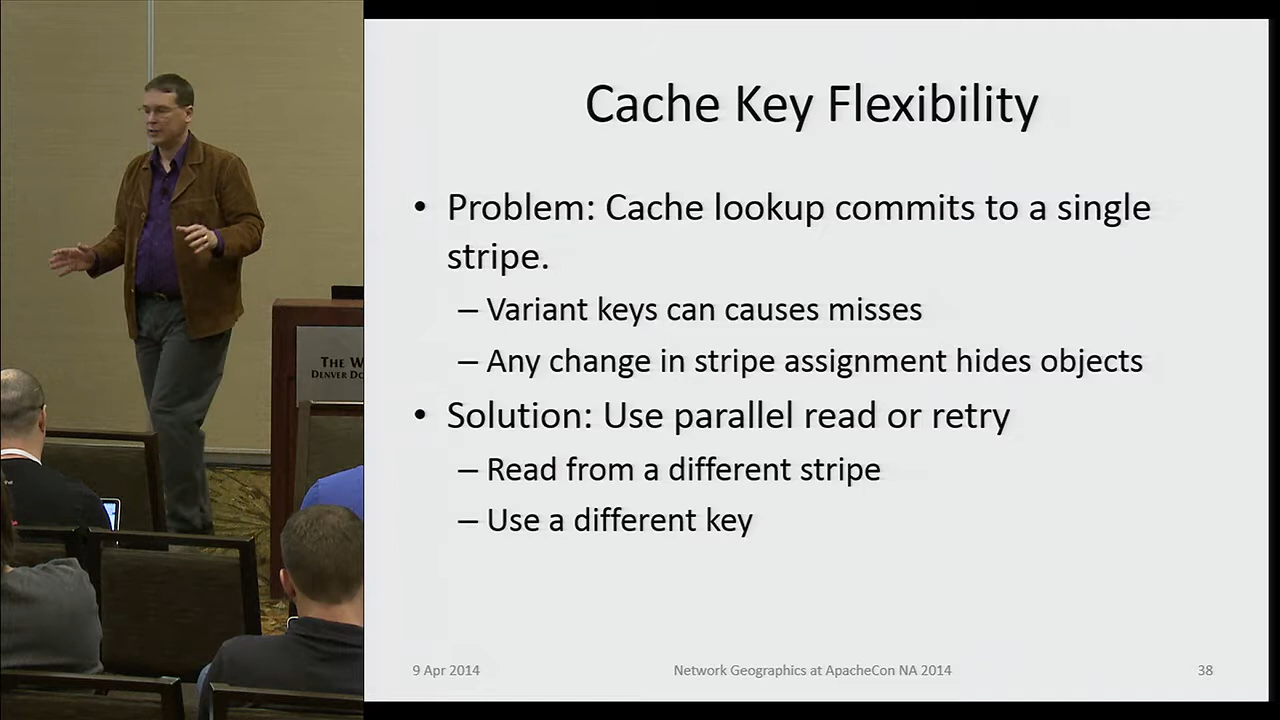 Cache Key Flexibility
• Problem: Cache lookup commits to a single
stripe.
– Variant keys can causes misses
– Any change in stripe assignment hides objects
• Solution: Use parallel read or retry
– Read from a different stripe
– Use a different key
9 Apr 2014
Network Geographics at ApacheCon NA 2014
38
THE W
DENVER DO